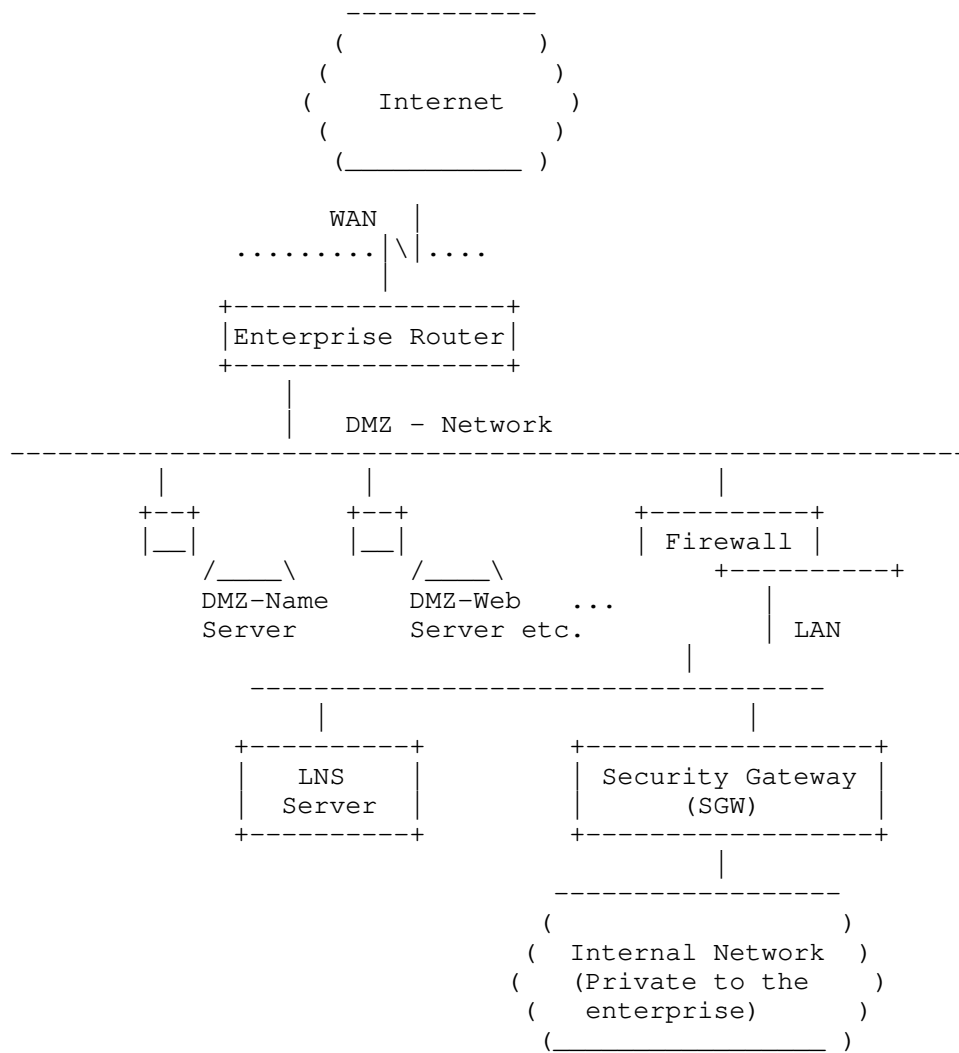 Internet
WAN
Enterprise Router
DMZ - Network
Firewall
DMZ-Name DMZ-Web ...
Server Server etc. LAN
LNS Security Gateway
Server (SGW)
Internal Network
(Private to the
enterprise)